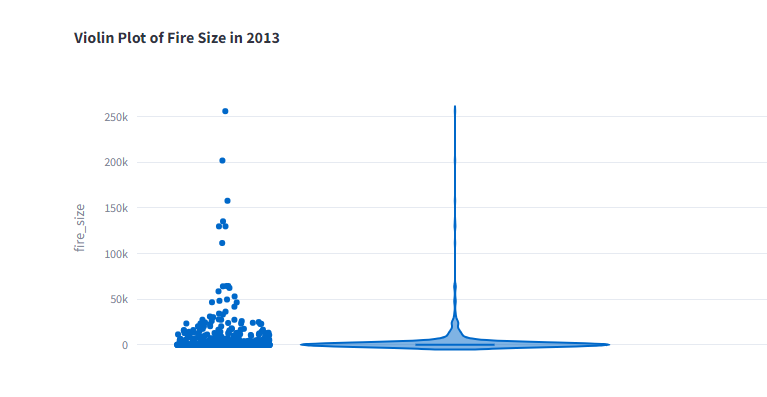 Violin Plot of Fire Size in 2013
250k
200k
150k
100k
50k
0
fire_size